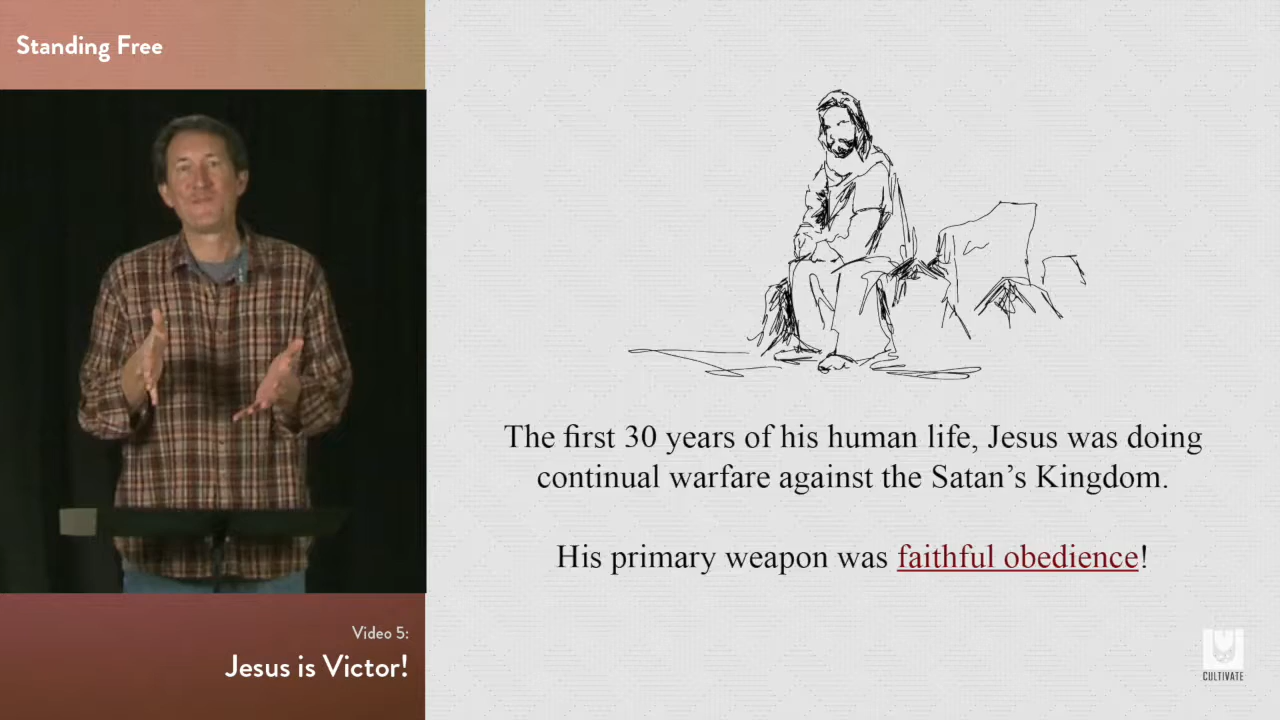 Standing Free
The first 30 years of his human life, Jesus was doing
continual warfare against the Satan’s Kingdom.
His primary weapon was faithful obedience!
Video 5:
Jesus is Victor!
CULTIVATE